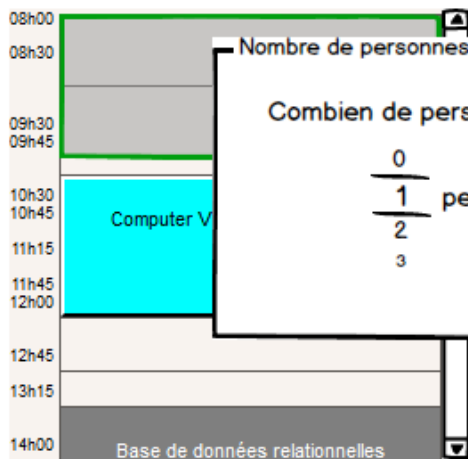 08h00
08h30
09h30
09h45
10h30
10h45
11h15
11h45
12h00
12h45
13h15
14h00
Nombre de personnes
Combien de pers
0
1 pe
2
3
Computer V
Base de données relationnelles